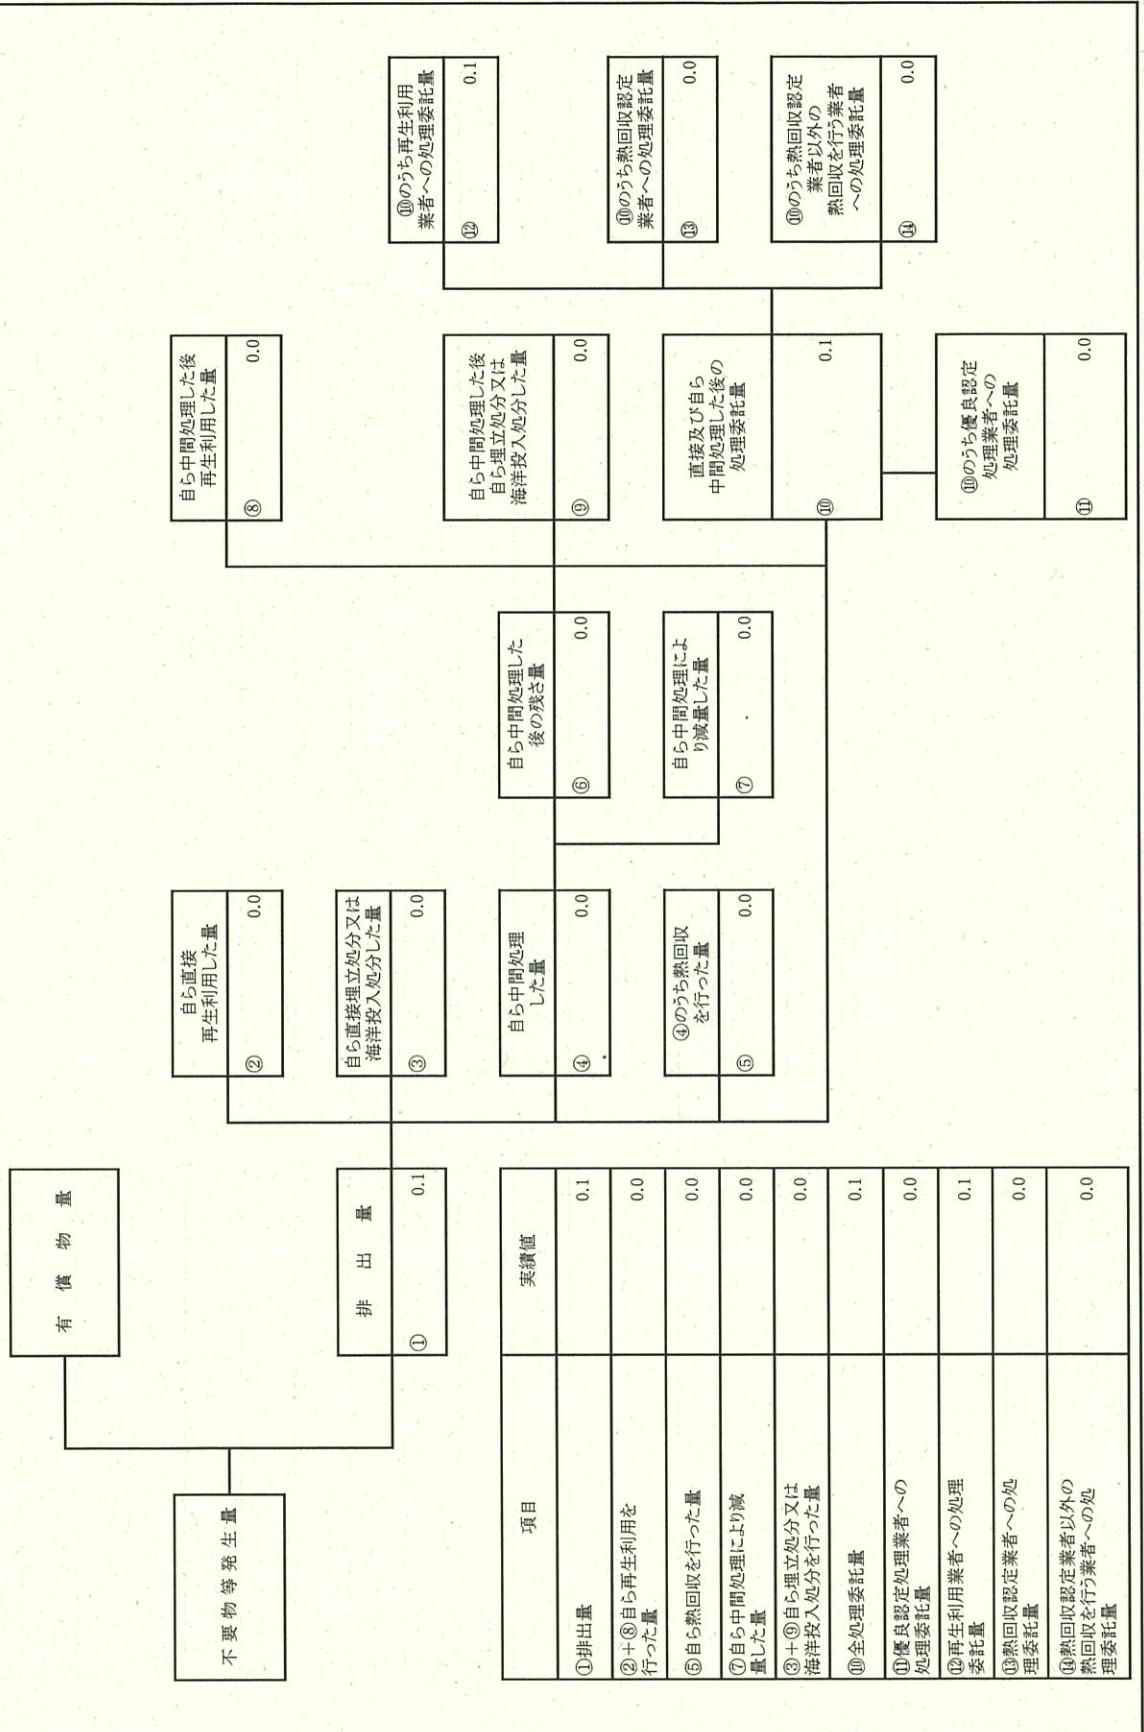 不要物等発生量
有償物量
排出量
① 0.1
自ら直接
再生利用した量
② 0.0
自ら直接埋立処分又は
海洋投入処分した量
③ 0.0
自ら中間処理
した量
④ 0.0
④のうち熱回収
を行った量
⑤ 0.0
自ら中間処理した
後の残さ量
⑥ 0.0
自ら中間処理によ
り減量した量
⑦ 0.0
自ら中間処理した後
再生利用した量
⑧ 0.0
自ら中間処理した後
自ら埋立処分又は
海洋投入処分した量
⑨ 0.0
直接及び自ら
中間処理した後の
処理委託量
⑩ 0.1
⑩のうち優良認定
処理業者への
処理委託量
⑪ 0.0
⑩のうち再生利用
業者への処理委託量
⑫ 0.1
⑩のうち熱回収認定
業者への処理委託量
⑬ 0.0
⑩のうち熱回収認定
業者以外の
熱回収を行う業者
への処理委託量
⑭ 0.0
項目 実績値
①排出量 0.1
②+⑧自ら再生利用を
行った量 0.0
⑤自ら熱回収を行った量 0.0
⑦自ら中間処理により減
量した量 0.0
③+⑨自ら埋立処分又は
海洋投入処分を行った量 0.0
⑩全処理委託量 0.1
⑪優良認定処理業者への
処理委託量 0.0
⑫再生利用業者への処理
委託量 0.1
⑬熱回収認定業者への処
理委託量 0.0
⑭熱回収認定業者以外の
熱回収を行う業者への処
理委託量 0.0